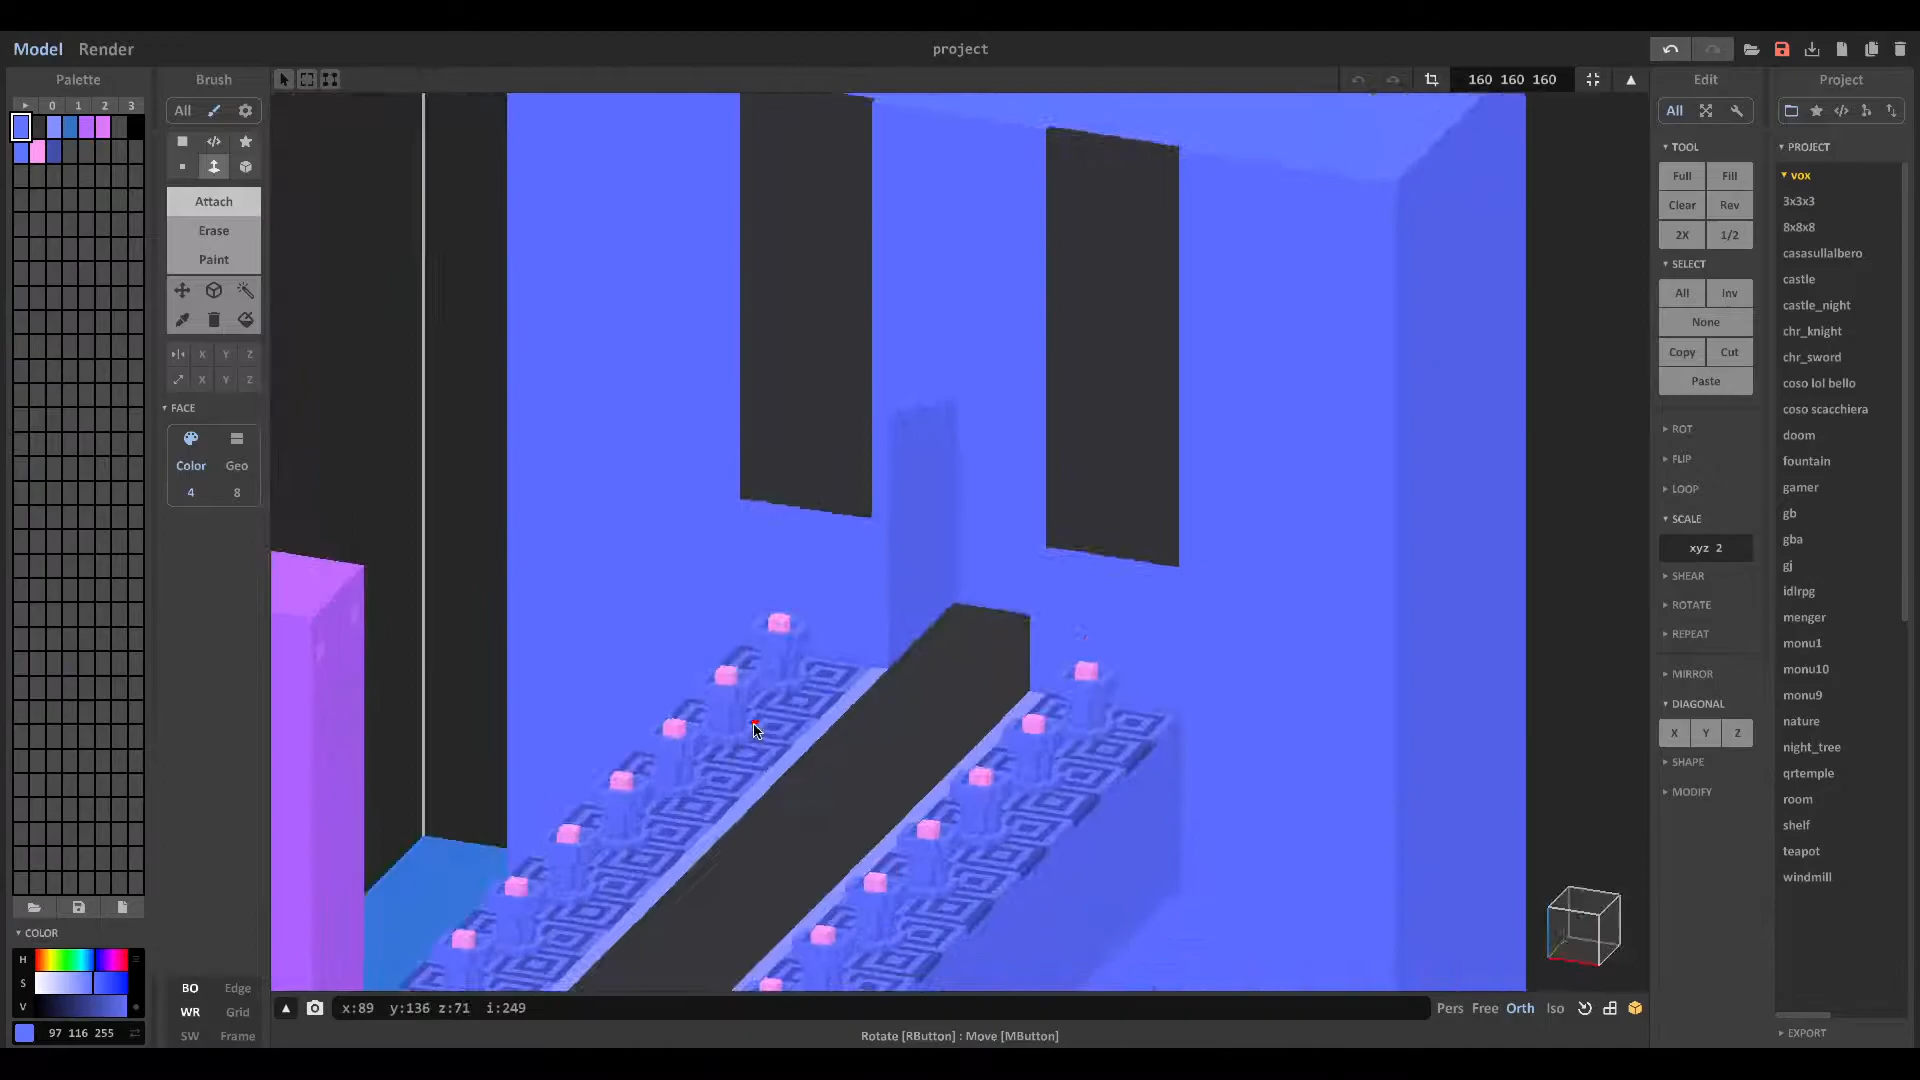 Model Render project
Palette Brush 160 160 160 Edit Project
0 1 2 3
All All
TOOL PROJECT
Full Fill vox
Attach Clear Rev 3x3x3
Erase 2X 1/2 8x8x8
Paint SELECT casasullalbero
All Inv castle
None castle_night
Copy Cut chr_knight
Paste chr_sword
X Y Z coso lol bello
X Y Z coso scacchiera
FACE ROT doom
FLIP fountain
Color Geo LOOP gamer
4 8 SCALE gb
xyz 2 gba
SHEAR gj
ROTATE idlrpg
REPEAT menger
MIRROR monu1
DIAGONAL monu10
X Y Z monu9
SHAPE nature
MODIFY night_tree
qrtemple
room
shelf
teapot
windmill
COLOR
H
S
V
97 116 255
BO Edge
WR Grid
SW Frame
x:89 y:136 z:71 i:249 Pers Free Orth Iso
EXPORT
Rotate [RButton] : Move [MButton]